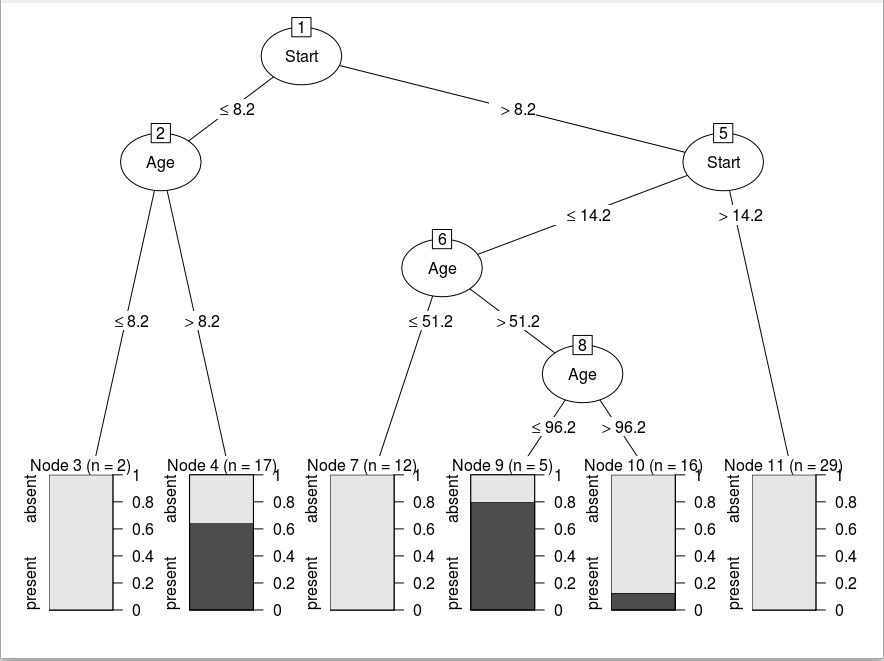 1
Start
≤ 8.2
> 8.2
2
Age
5
Start
≤ 14.2
> 14.2
6
Age
≤ 8.2
> 8.2
≤ 51.2
> 51.2
8
Age
≤ 96.2
> 96.2
Node 3 (n = 2)
absent
present
1
0.8
0.6
0.4
0.2
0
Node 4 (n = 17)
absent
present
1
0.8
0.6
0.4
0.2
0
Node 7 (n = 12)
absent
present
1
0.8
0.6
0.4
0.2
0
Node 9 (n = 5)
absent
present
1
0.8
0.6
0.4
0.2
0
Node 10 (n = 16)
absent
present
1
0.8
0.6
0.4
0.2
0
Node 11 (n = 29)
absent
present
1
0.8
0.6
0.4
0.2
0